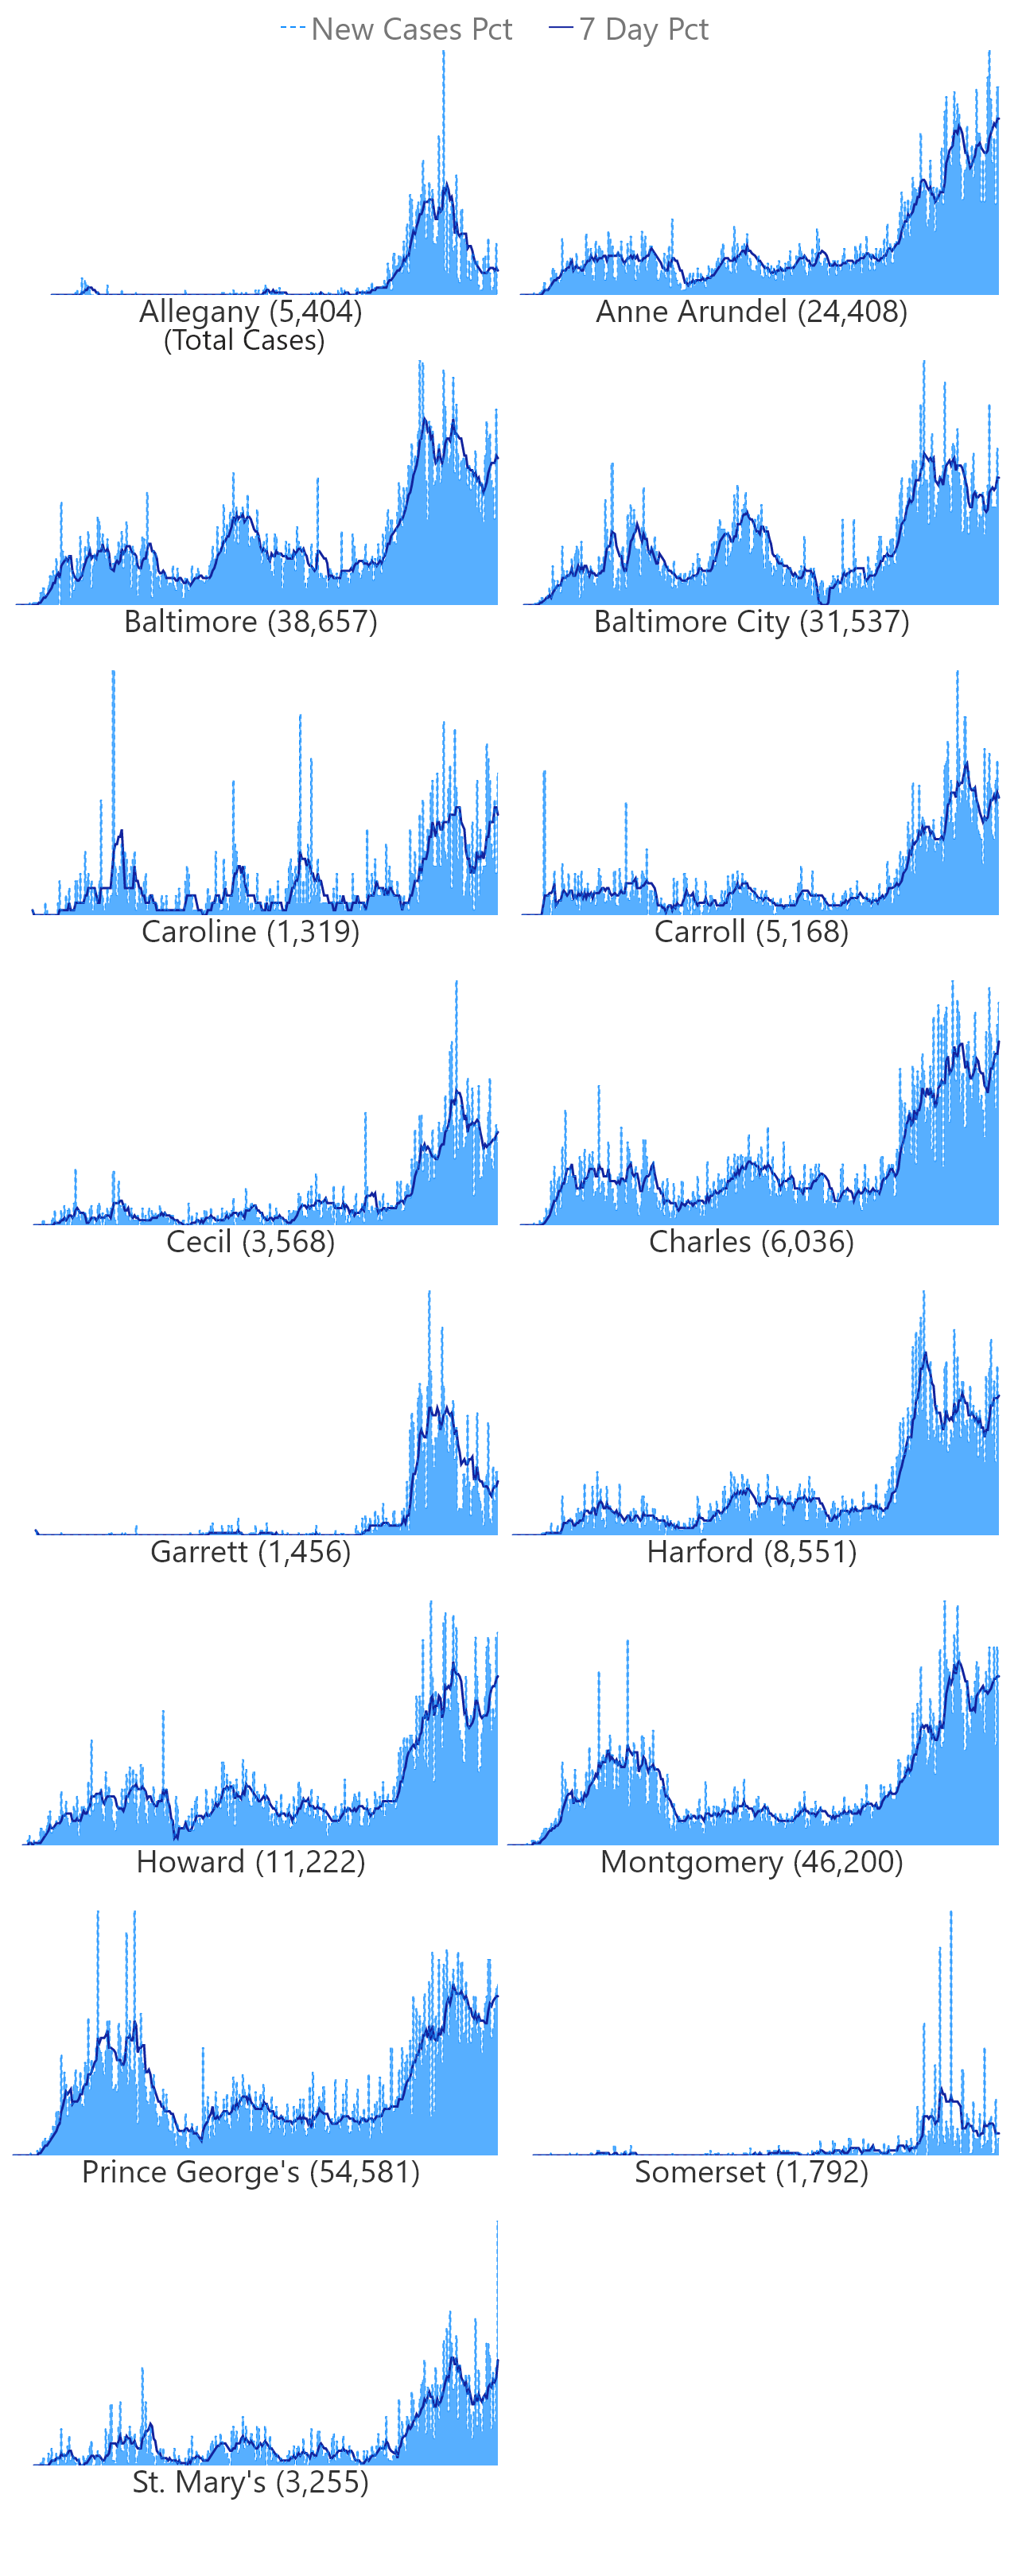 New Cases Pct 7 Day Pct
Allegany (5,404) Anne Arundel (24,408)
(Total Cases)
Baltimore (38,657) Baltimore City (31,537)
Caroline (1,319) Carroll (5,168)
Cecil (3,568) Charles (6,036)
Garrett (1,456) Harford (8,551)
Howard (11,222) Montgomery (46,200)
Prince George's (54,581) Somerset (1,792)
St. Mary's (3,255)